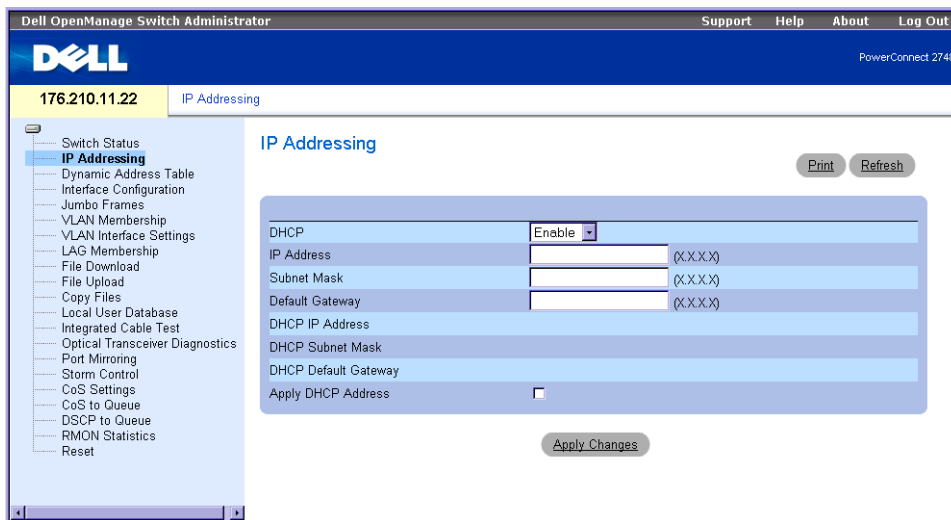 Dell OpenManage Switch Administrator Support Help About Log Out
DELL
PowerConnect 2748
176.210.11.22 IP Addressing
Switch Status
IP Addressing
Dynamic Address Table
Interface Configuration
Jumbo Frames
VLAN Membership
VLAN Interface Settings
LAG Membership
File Download
File Upload
Copy Files
Local User Database
Integrated Cable Test
Optical Transceiver Diagnostics
Port Mirroring
Storm Control
CoS Settings
CoS to Queue
DSCP to Queue
RMON Statistics
Reset
IP Addressing
Print Refresh
DHCP Enable
IP Address (X.X.X.X)
Subnet Mask (X.X.X.X)
Default Gateway (X.X.X.X)
DHCP IP Address
DHCP Subnet Mask
DHCP Default Gateway
Apply DHCP Address
Apply Changes